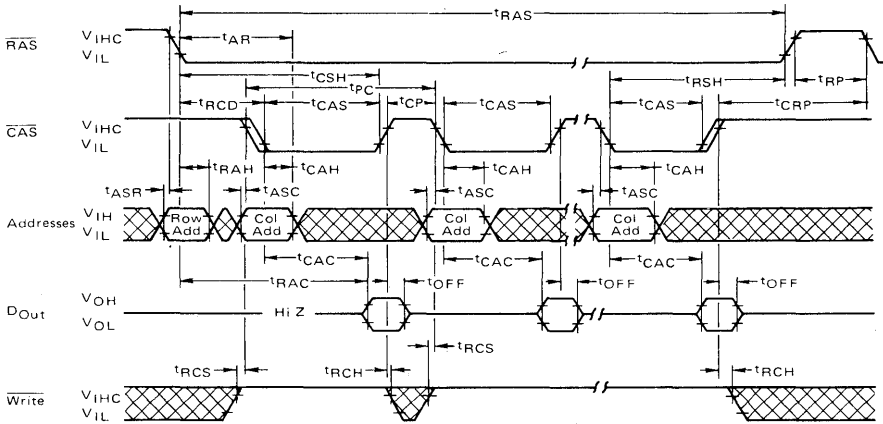 tRAS
RAS VIHC
VIL
tAR
tCSH
tPC
tRSH
tRP
tRCD tCAS tCP tCAS tCAS tCRP
CAS VIHC
VIL
tRAH tCAH tCAH tCAH
tASR tASC tASC tASC
Addresses VIH
VIL
Row Add
Col Add
Col Add
Col Add
tCAC tCAC tCAC
tRAC tOFF tOFF tOFF
DOut VOH
VOL
Hi Z
tRCS
tRCS tRCH tRCH
Write VIHC
VIL